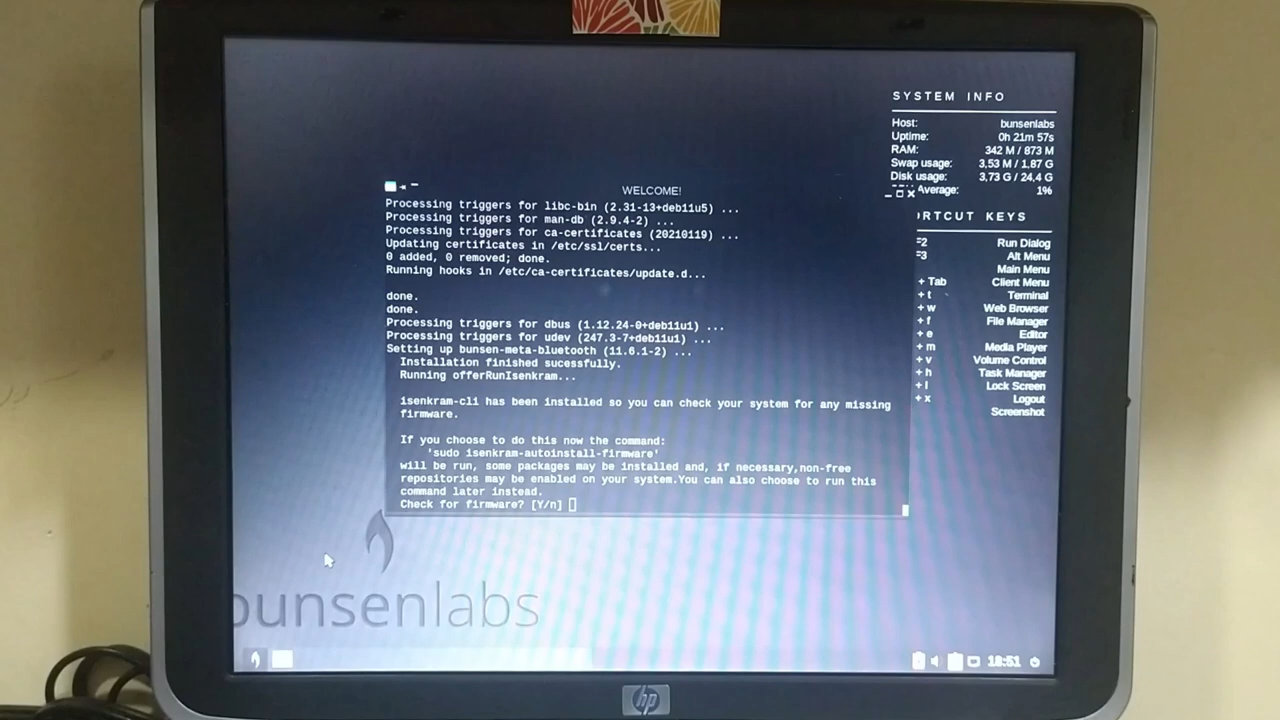 SYSTEM INFO
Host: bunsenlabs
Uptime: 0h 21m 57s
RAM: 342 M / 873 M
Swap usage: 3,53 M / 1,87 G
Disk usage: 3,73 G / 24,4 G
Average: 1%
WELCOME!
Processing triggers for libc-bin (2.31-13+deb11u5) ...
Processing triggers for man-db (2.9.4-2) ...
Processing triggers for ca-certificates (20210119) ...
Updating certificates in /etc/ssl/certs...
0 added, 0 removed; done.
Running hooks in /etc/ca-certificates/update.d...
done.
done.
Processing triggers for dbus (1.12.24-0+deb11u1) ...
Processing triggers for udev (247.3-7+deb11u1) ...
Setting up bunsen-meta-bluetooth (11.6.1-2) ...
Installation finished sucessfully.
Running offerRunIsenkram...
isenkram-cli has been installed so you can check your system for any missing
firmware.
If you choose to do this now the command:
'sudo isenkram-autoinstall-firmware'
will be run, some packages may be installed and, if necessary,non-free
repositories may be enabled on your system.You can also choose to run this
command later instead.
Check for firmware? [Y/n]
RTCUT KEYS
F2 Run Dialog
F3 Alt Menu
Main Menu
+ Tab Client Menu
+ t Terminal
+ w Web Browser
+ f File Manager
+ e Editor
+ m Media Player
+ v Volume Control
+ h Task Manager
+ l Lock Screen
+ x Logout
Screenshot
bunsenlabs
18:51
hp